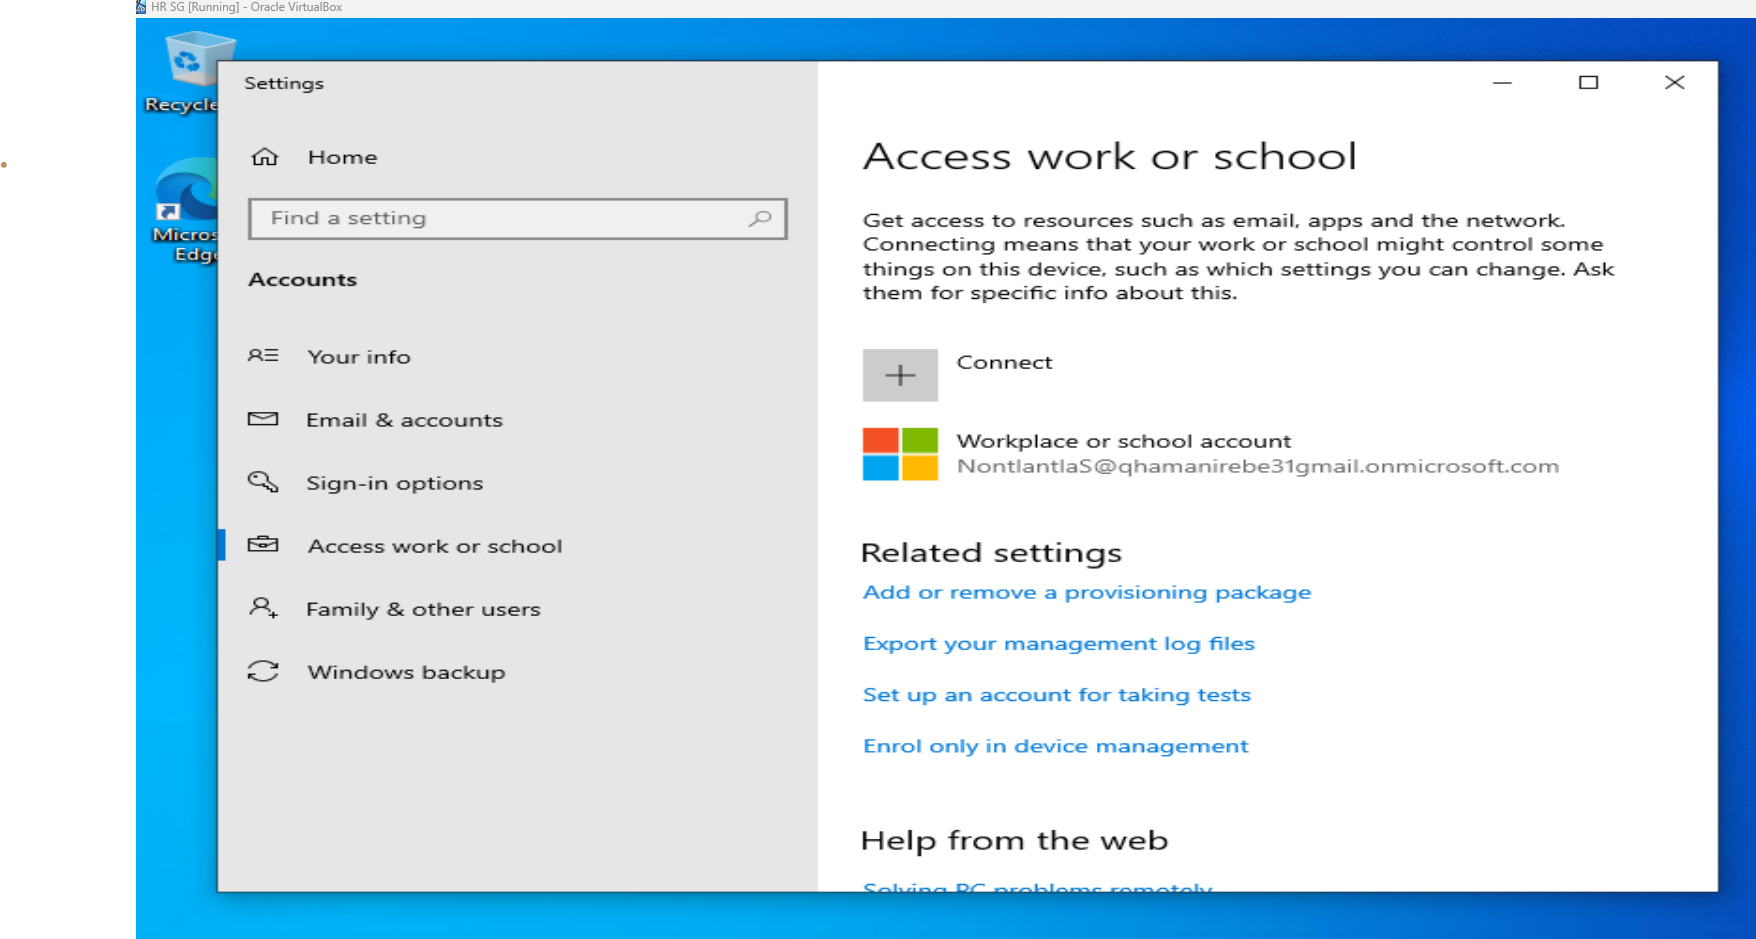 HR SG [Running] - Oracle VirtualBox
Recycle
Micros
Edge
Settings
Home
Find a setting
Accounts
Your info
Email & accounts
Sign-in options
Access work or school
Family & other users
Windows backup
Access work or school
Get access to resources such as email, apps and the network.
Connecting means that your work or school might control some
things on this device, such as which settings you can change. Ask
them for specific info about this.
Connect
Workplace or school account
NontlantlaS@qhamanirebe31gmail.onmicrosoft.com
Related settings
Add or remove a provisioning package
Export your management log files
Set up an account for taking tests
Enrol only in device management
Help from the web
Solving PC problems remotely